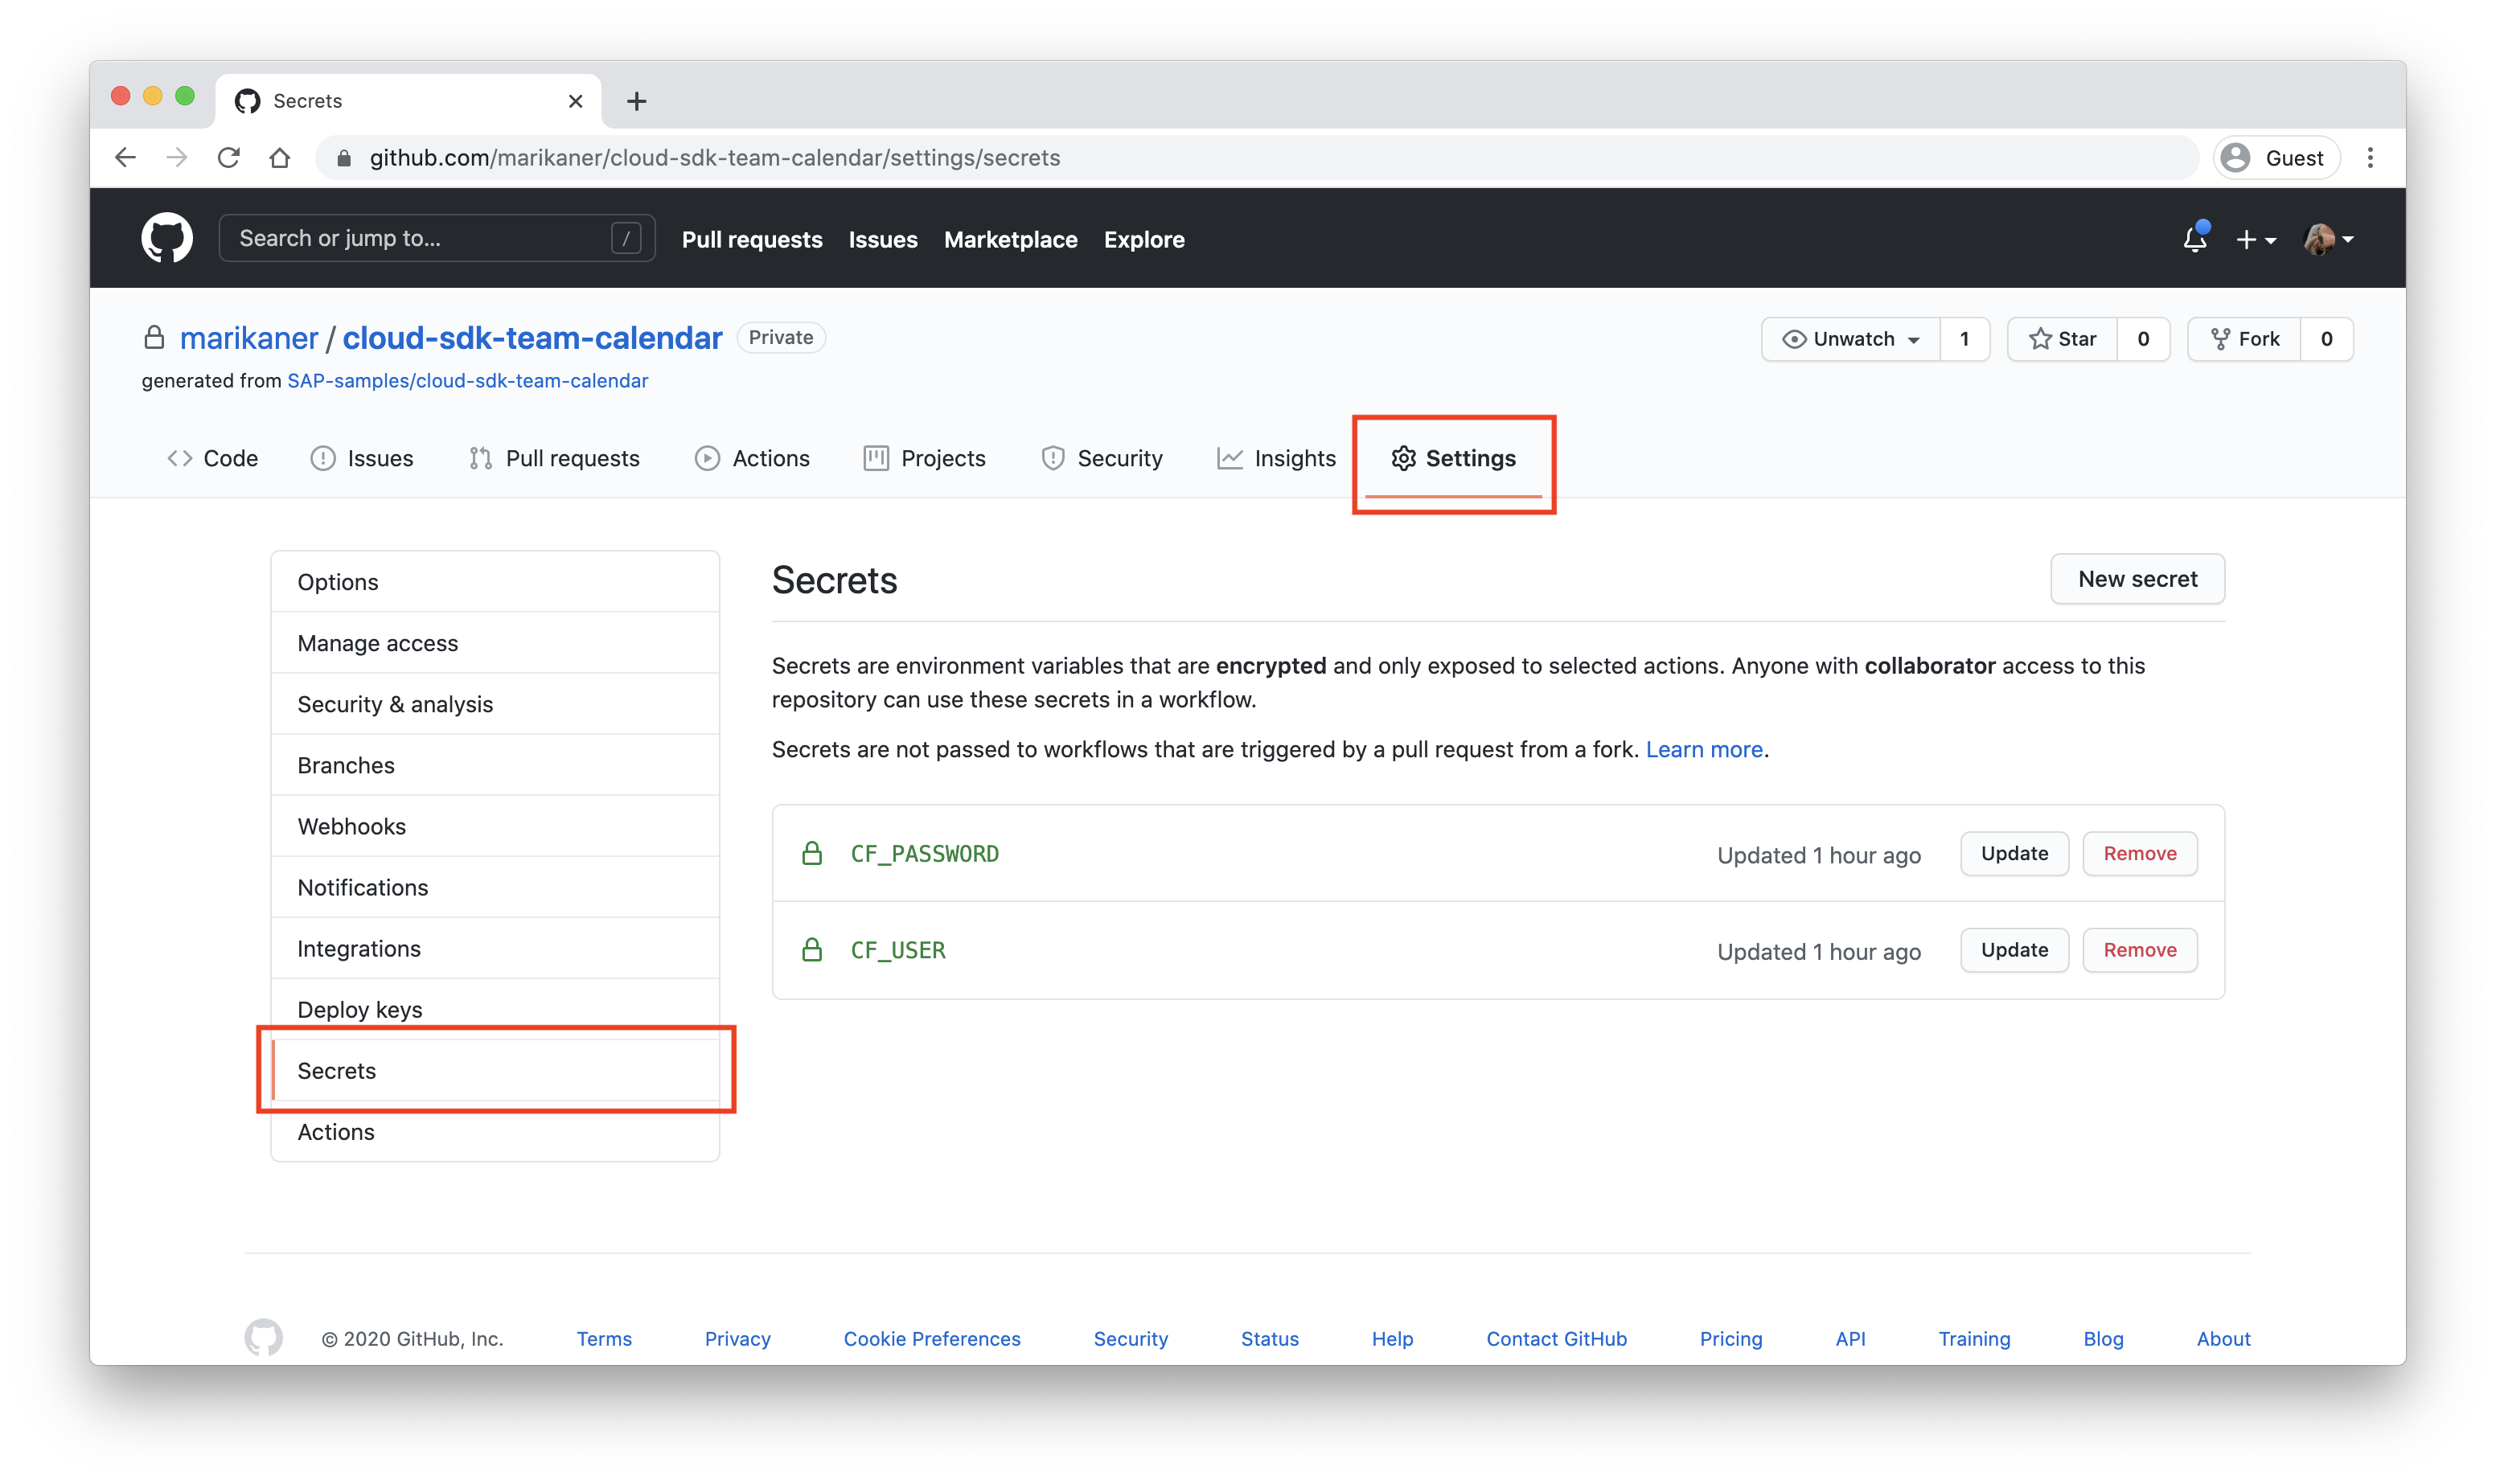 Secrets
github.com/marikaner/cloud-sdk-team-calendar/settings/secrets
Guest
Search or jump to...
/
Pull requests
Issues
Marketplace
Explore
marikaner / cloud-sdk-team-calendar
Private
Unwatch
1
Star
0
Fork
0
generated from SAP-samples/cloud-sdk-team-calendar
Code
Issues
Pull requests
Actions
Projects
Security
Insights
Settings
Options
Manage access
Security & analysis
Branches
Webhooks
Notifications
Integrations
Deploy keys
Secrets
Actions
Secrets
New secret
Secrets are environment variables that are encrypted and only exposed to selected actions. Anyone with collaborator access to this
repository can use these secrets in a workflow.
Secrets are not passed to workflows that are triggered by a pull request from a fork. Learn more.
CF_PASSWORD
Updated 1 hour ago
Update
Remove
CF_USER
Updated 1 hour ago
Update
Remove
© 2020 GitHub, Inc.
Terms
Privacy
Cookie Preferences
Security
Status
Help
Contact GitHub
Pricing
API
Training
Blog
About